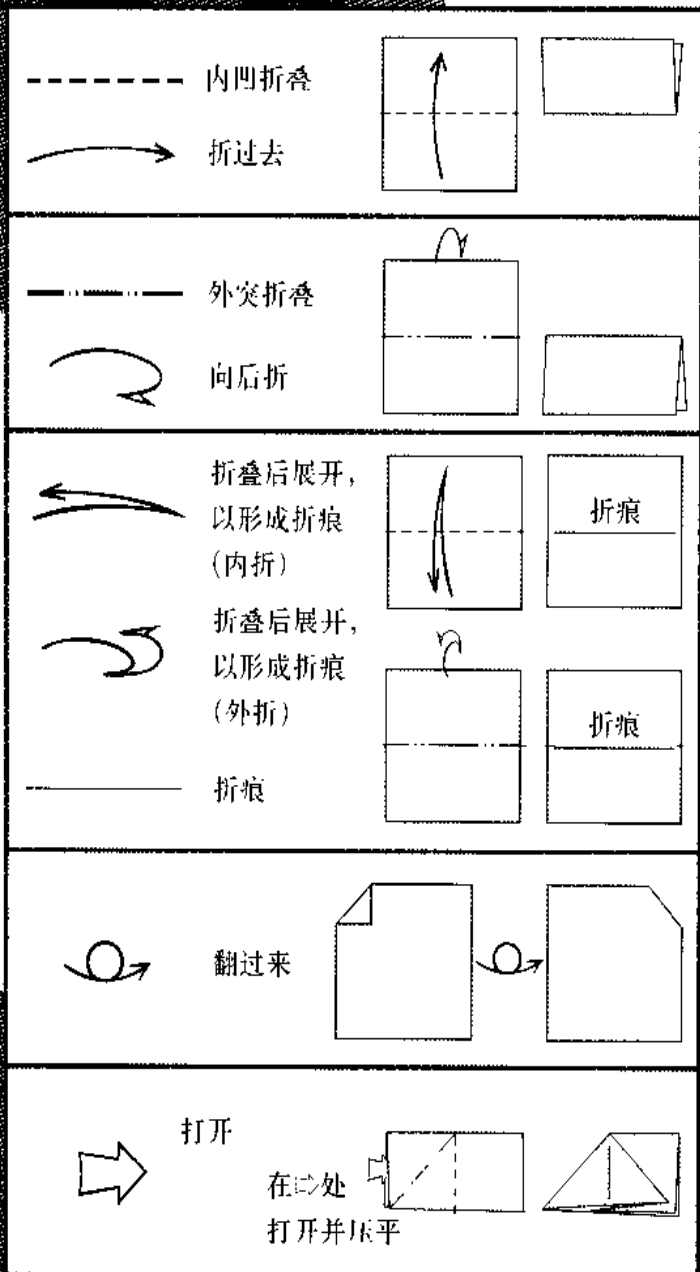 内凹折叠
折过去
外突折叠
向后折
折叠后展开,
以形成折痕
(内折)
折痕
折叠后展开,
以形成折痕
(外折)
折痕
折痕
翻过来
打开
在⇨处
打开并压平